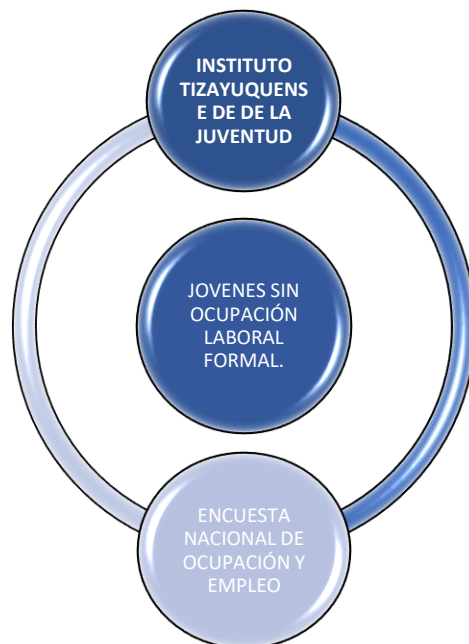 INSTITUTO
TIZAYUQUENS
E DE DE LA
JUVENTUD
JOVENES SIN
OCUPACIÓN
LABORAL
FORMAL.
ENCUESTA
NACIONAL DE
OCUPACIÓN Y
EMPLEO